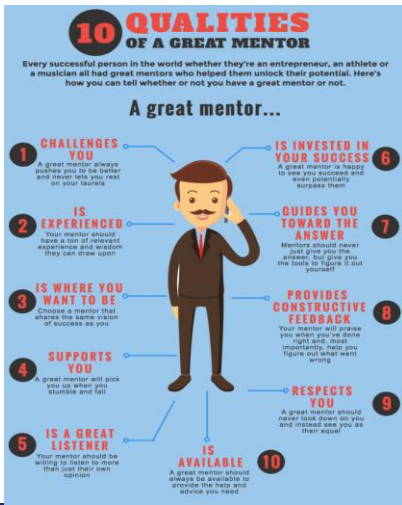 10 QUALITIES
OF A GREAT MENTOR
Every successful person in the world whether they're an entrepreneur, an athlete or
a musician all had great mentors who helped them unlock their potential. Here's
how you can tell whether or not you have a great mentor or not.
A great mentor...
1
CHALLENGES
YOU
A great mentor always
pushes you to be better
and never lets you rest
on your laurels
2
IS
EXPERIENCED
Your mentor should
have a ton of relevant
experience and wisdom
they can draw upon
3
IS WHERE YOU
WANT TO BE
Choose a mentor that
shares the same vision
of success as you
4
SUPPORTS
YOU
A great mentor will pick
you up when you
stumble and fall
5
IS A GREAT
LISTENER
Your mentor should be
willing to listen to more
than just their own
opinion
IS INVESTED IN
YOUR SUCCESS
6
A great mentor is happy
to see you succeed and
even potentially
surpass them
GUIDES YOU
TOWARD THE
ANSWER
7
Mentors should never
just give you the
answer, but give you
the tools to figure it out
yourself
PROVIDES
CONSTRUCTIVE
FEEDBACK
8
Your mentor will praise
you when you've done
right and, most
importantly, help you
figure out what went
wrong
RESPECTS
YOU
9
A great mentor should
never look down on you
and instead see you as
their equal
IS
AVAILABLE
10
A great mentor should
always be available to
provide the help and
advice you need